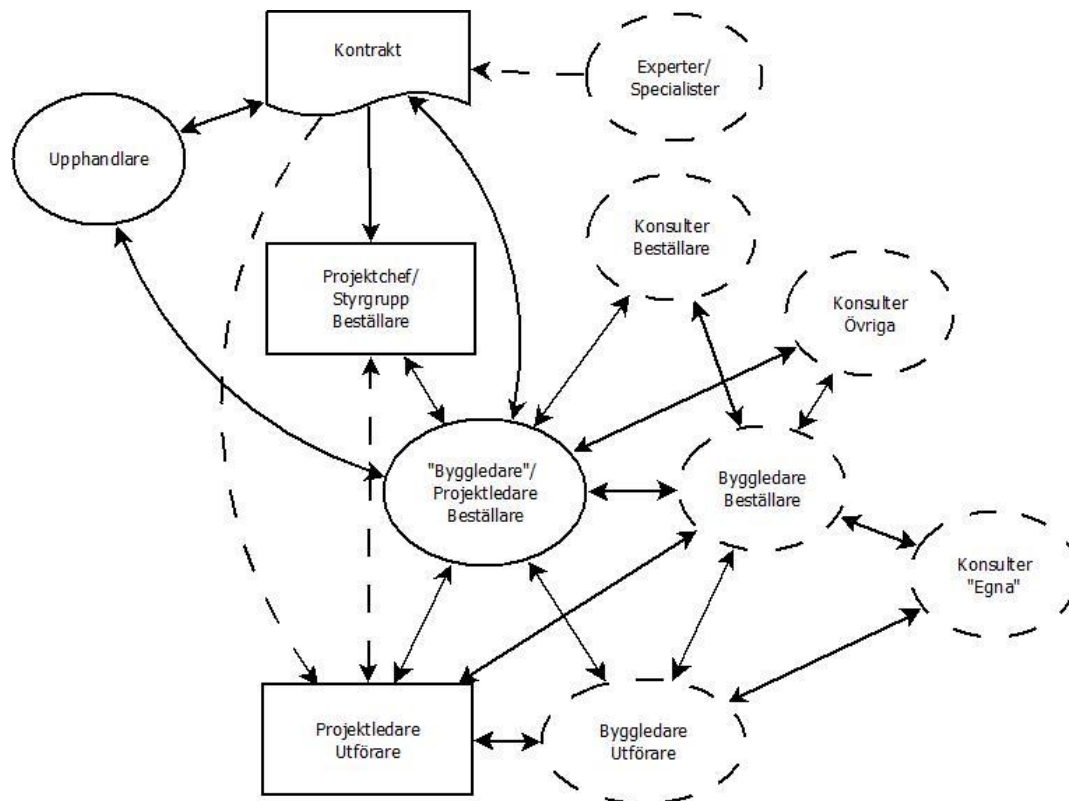 Kontrakt
Experter/
Specialister
Upphandlare
Konsulter
Beställare
Projektchef/
Styrgrupp
Beställare
Konsulter
Övriga
"Byggledare"/
Projektledare
Beställare
Byggledare
Beställare
Konsulter
"Egna"
Projektledare
Utförare
Byggledare
Utförare